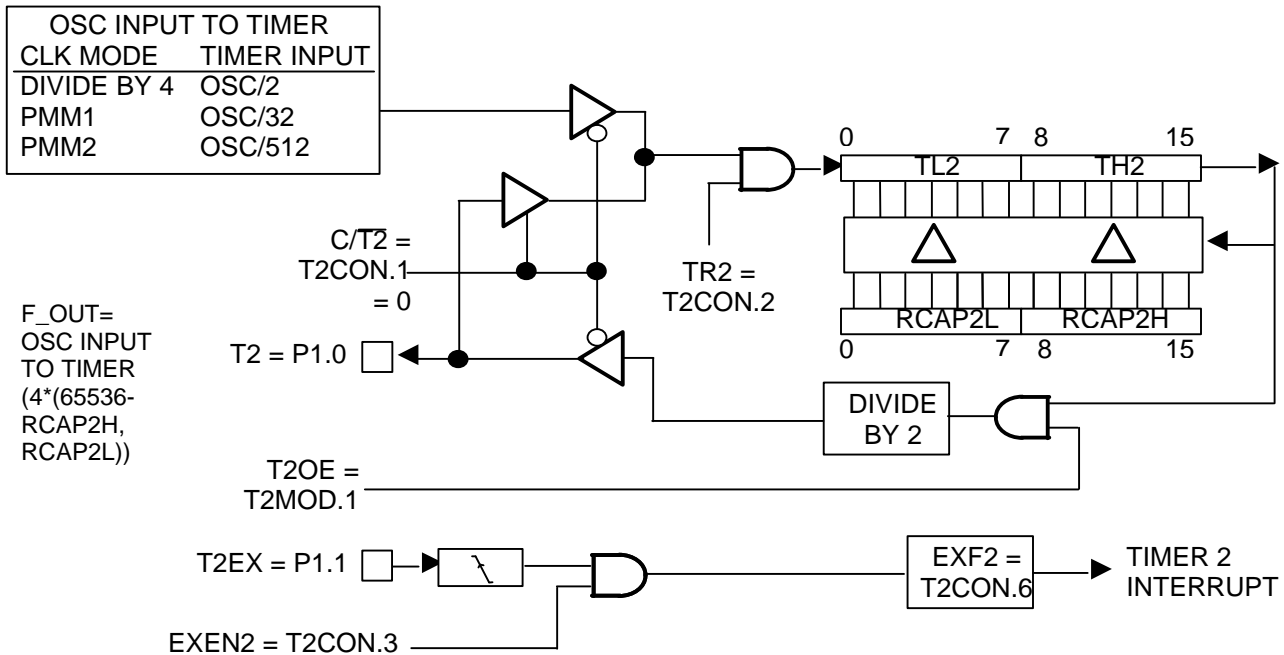 OSC INPUT TO TIMER
CLK MODE TIMER INPUT
DIVIDE BY 4 OSC/2
PMM1 OSC/32
PMM2 OSC/512
0 7 8 15
TL2 TH2
C/T̅2̅ =
T2CON.1
= 0
TR2 =
T2CON.2
RCAP2L RCAP2H
0 7 8 15
F_OUT=
OSC INPUT
TO TIMER
(4*(65536-
RCAP2H,
RCAP2L))
T2 = P1.0
DIVIDE
BY 2
T2OE =
T2MOD.1
T2EX = P1.1
EXF2 =
T2CON.6
TIMER 2
INTERRUPT
EXEN2 = T2CON.3